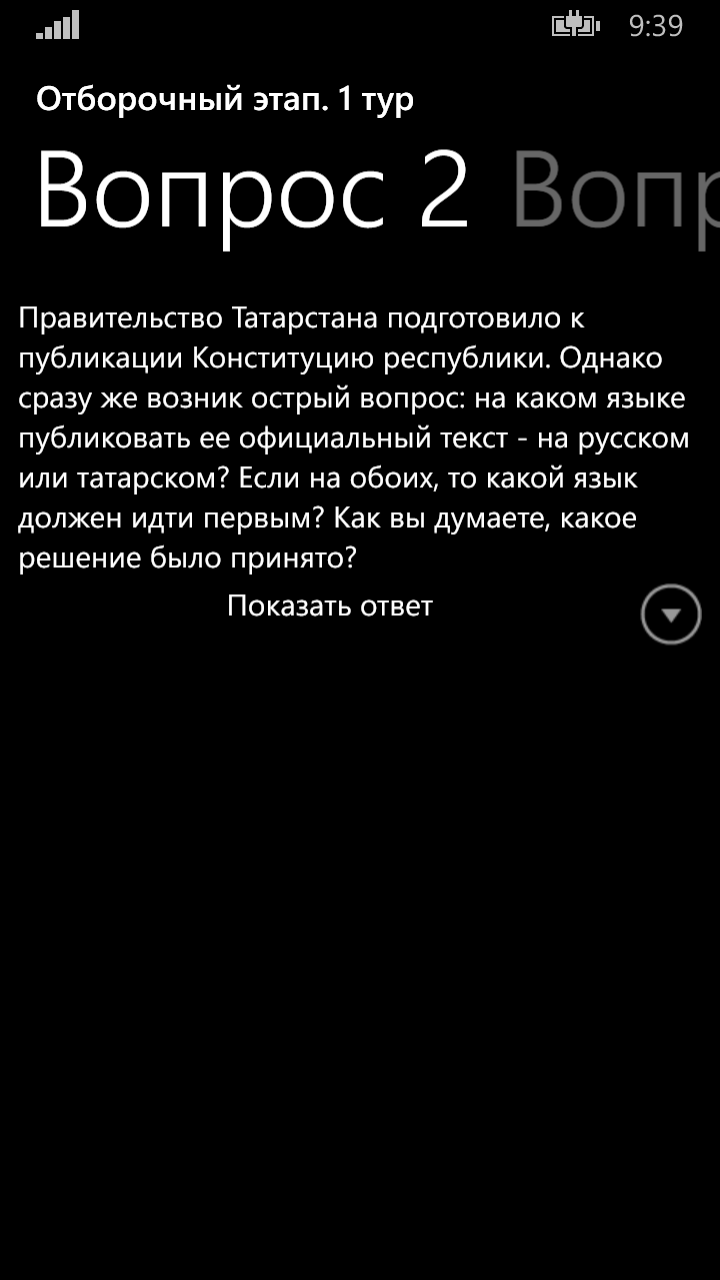 9:39
Отборочный этап. 1 тур
Вопрос 2 Вопр
Правительство Татарстана подготовило к
публикации Конституцию республики. Однако
сразу же возник острый вопрос: на каком языке
публиковать ее официальный текст - на русском
или татарском? Если на обоих, то какой язык
должен идти первым? Как вы думаете, какое
решение было принято?
Показать ответ